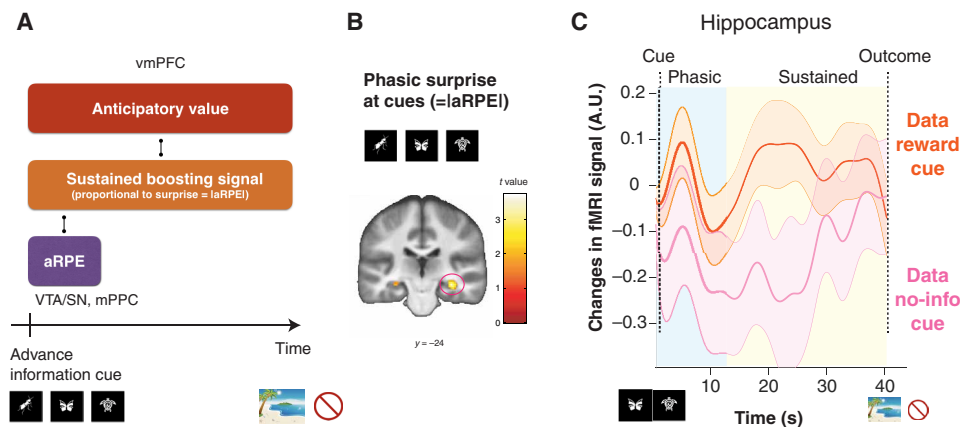 A
vmPFC
Anticipatory value
Sustained boosting signal
(proportional to surprise = |aRPE|)
aRPE
VTA/SN, mPPC
Time
Advance
information cue
B
Phasic surprise
at cues (=|aRPE|)
t value
3
2
1
0
y = –24
C
Hippocampus
Cue
Outcome
Phasic
Sustained
Changes in fMRI signal (A.U.)
0.2
0.1
0
–0.1
–0.2
–0.3
10
20
30
40
Time (s)
Data
reward
cue
Data
no-info
cue